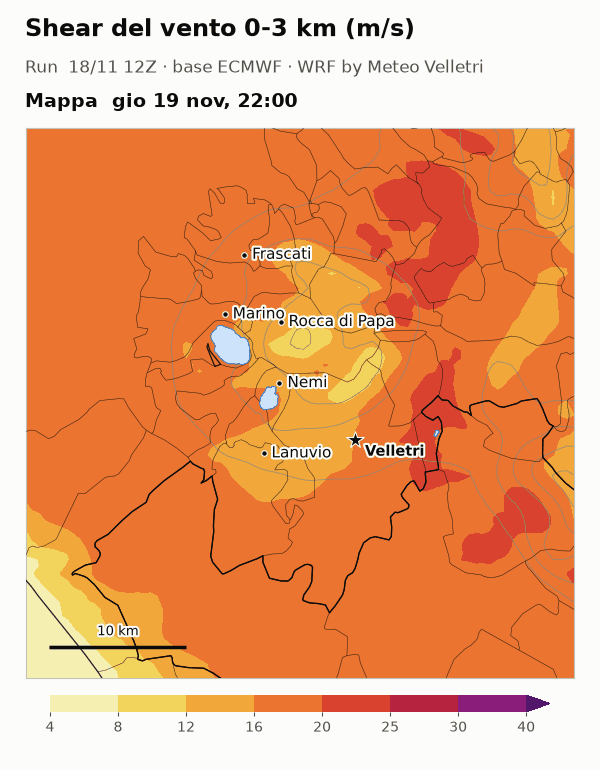 Shear del vento 0-3 km (m/s)
Run  18/11 12Z · base ECMWF · WRF by Meteo Velletri
Mappa  gio 19 nov, 22:00
Frascati
Marino
Rocca di Papa
Nemi
Velletri
Lanuvio
10 km
4 8 12 16 20 25 30 40